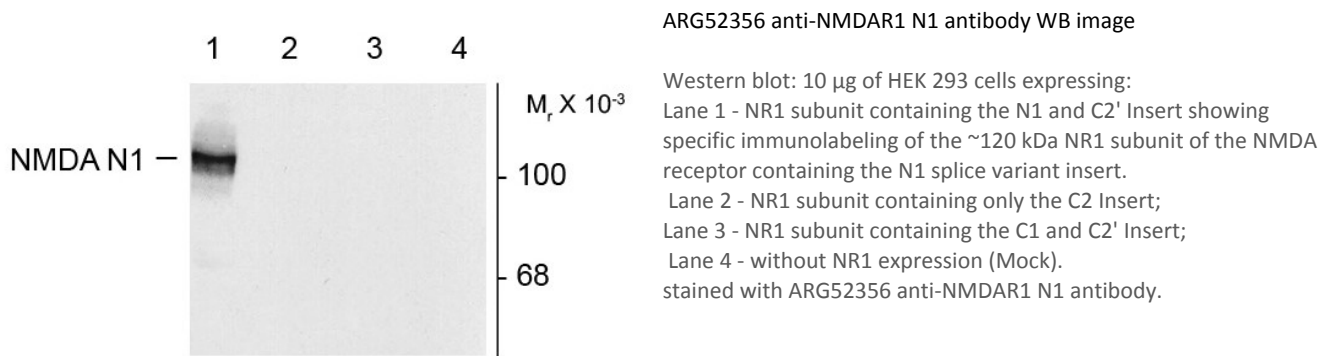 1 2 3 4
M_r X 10⁻³
NMDA N1 –
- 100
- 68
ARG52356 anti-NMDAR1 N1 antibody WB image
Western blot: 10 µg of HEK 293 cells expressing:
Lane 1 - NR1 subunit containing the N1 and C2' Insert showing
specific immunolabeling of the ~120 kDa NR1 subunit of the NMDA
receptor containing the N1 splice variant insert.
Lane 2 - NR1 subunit containing only the C2 Insert;
Lane 3 - NR1 subunit containing the C1 and C2' Insert;
Lane 4 - without NR1 expression (Mock).
stained with ARG52356 anti-NMDAR1 N1 antibody.